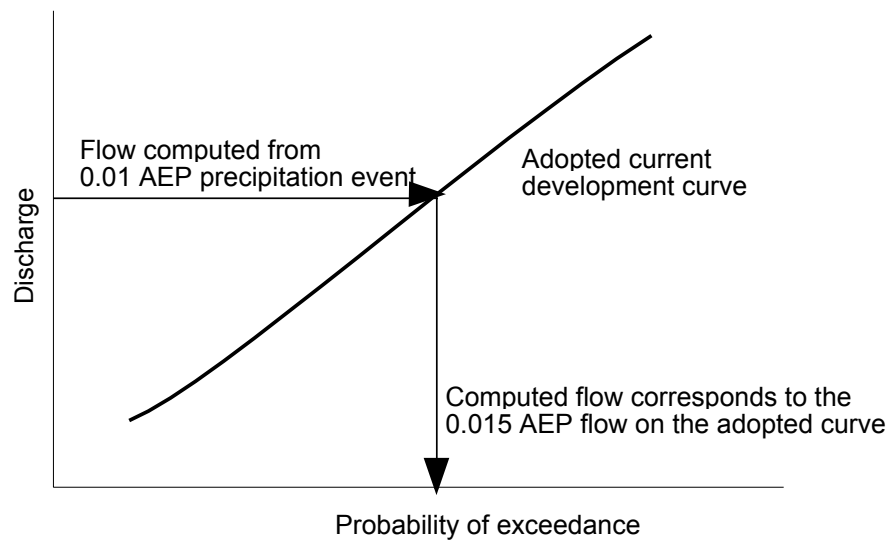 Flow computed from
0.01 AEP precipitation event
Adopted current
development curve
Discharge
Computed flow corresponds to the
0.015 AEP flow on the adopted curve
Probability of exceedance